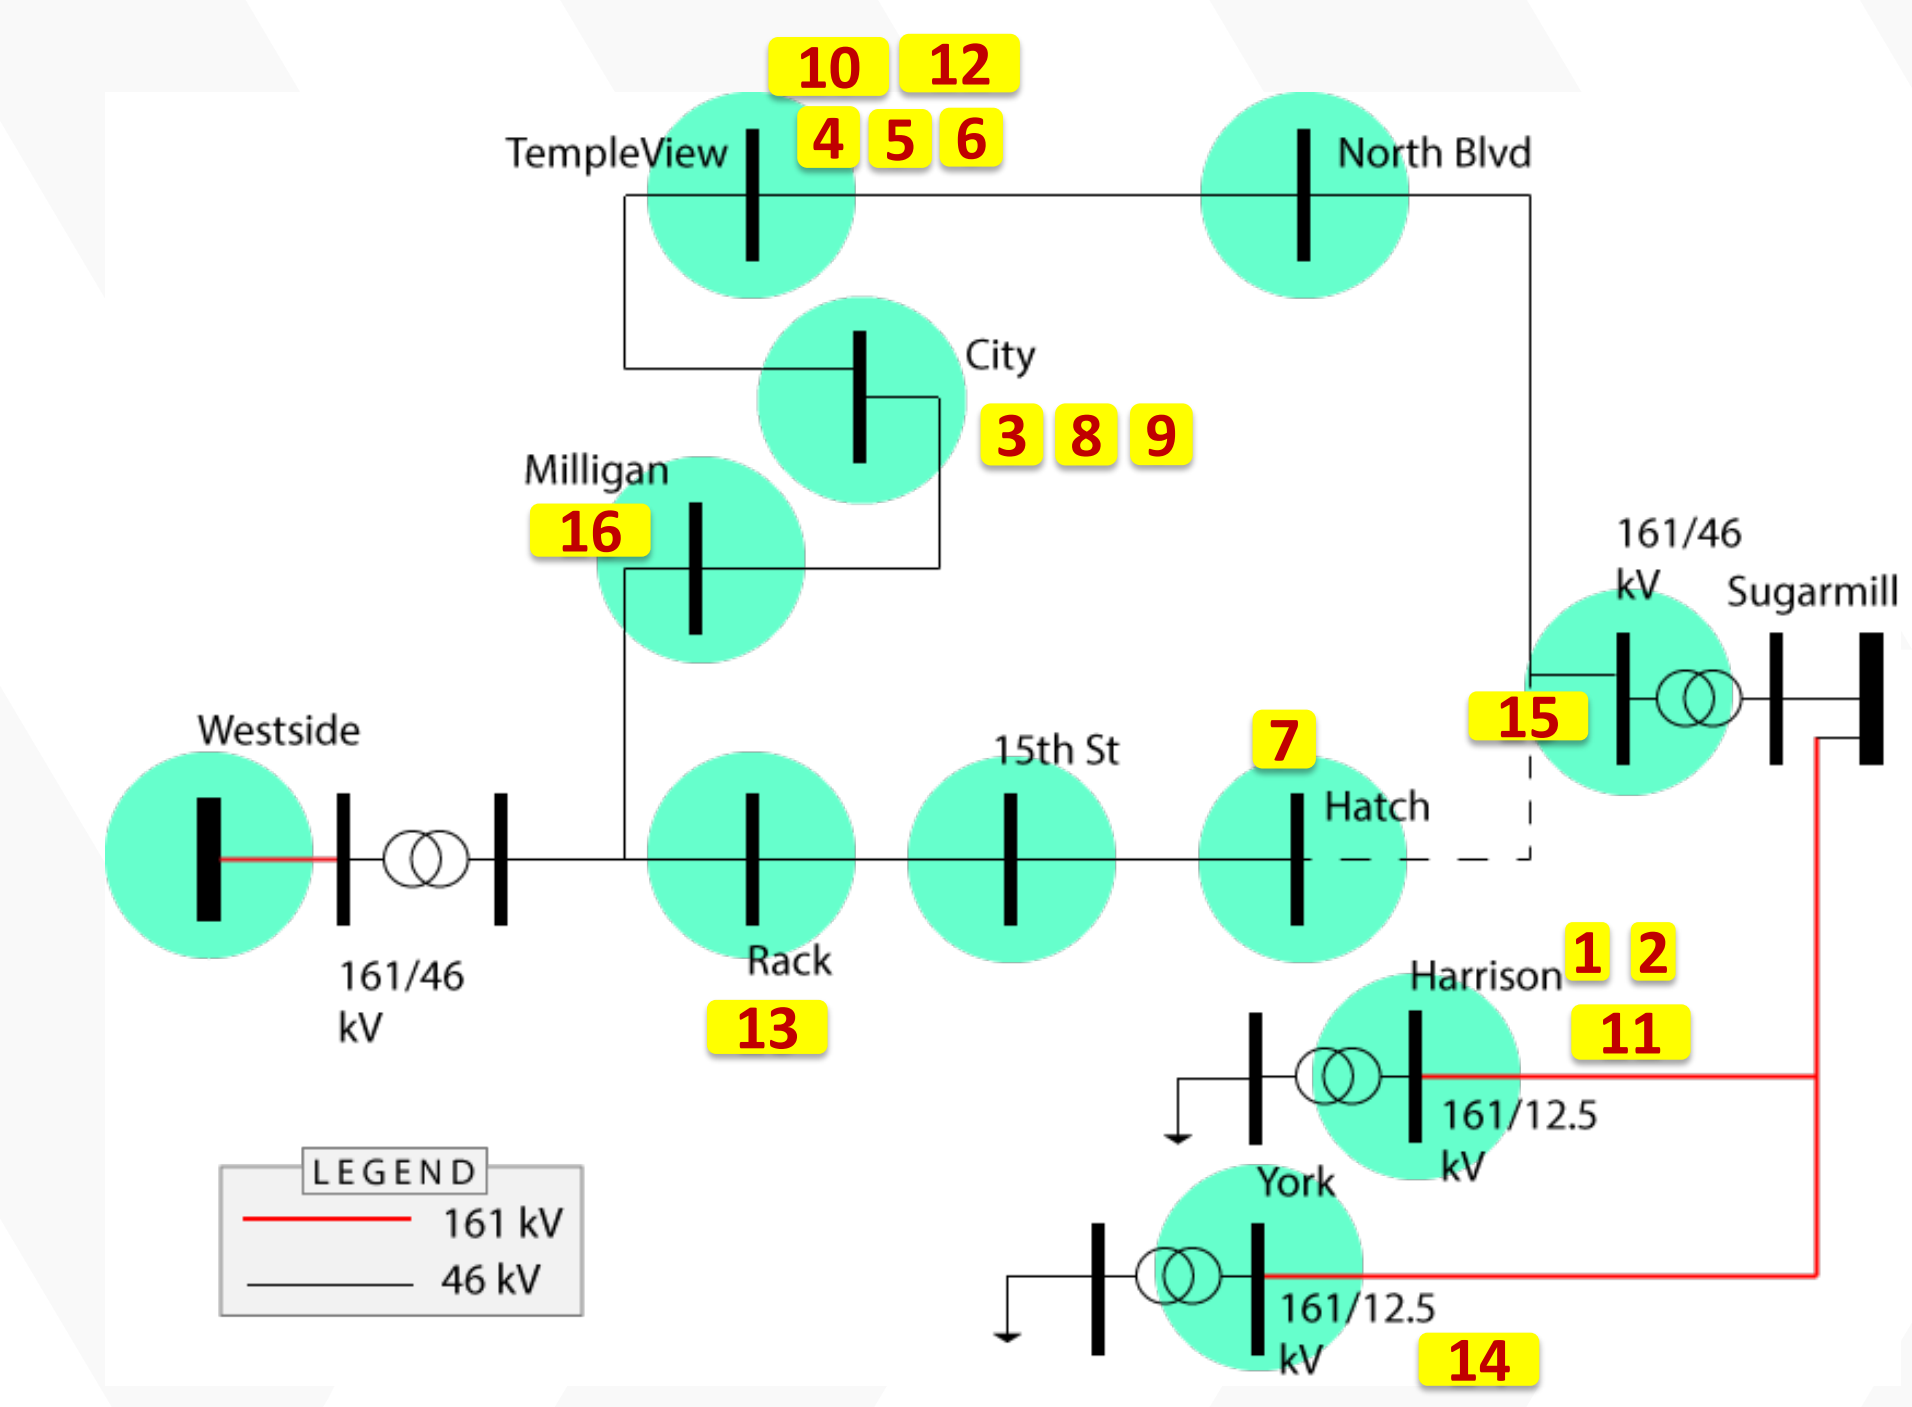 10 12
4 5 6
TempleView
North Blvd
City
3 8 9
Milligan
16
161/46
kV
Sugarmill
15
Westside
15th St
7
Hatch
161/46
kV
Rack
13
Harrison
1 2
11
161/12.5
kV
York
161/12.5
kV
14
LEGEND
161 kV
46 kV